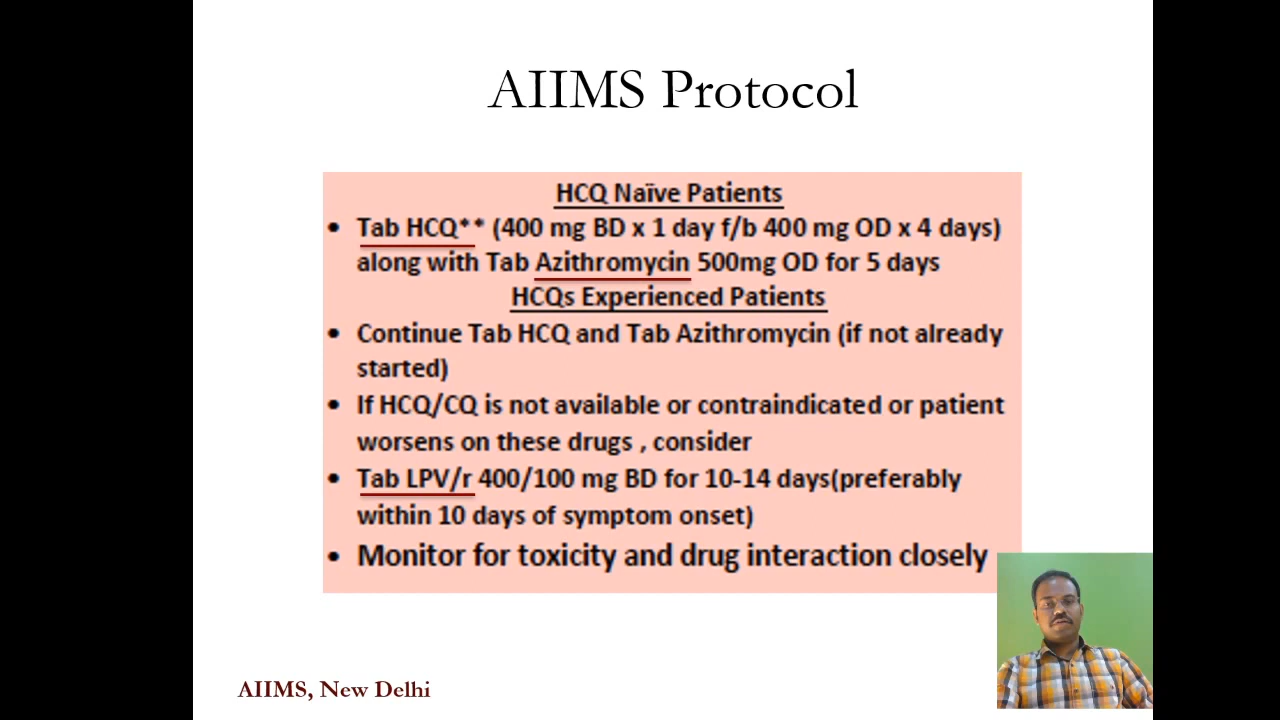 AIIMS Protocol
HCQ Naïve Patients
• Tab HCQ** (400 mg BD x 1 day f/b 400 mg OD x 4 days)
along with Tab Azithromycin 500mg OD for 5 days
HCQs Experienced Patients
• Continue Tab HCQ and Tab Azithromycin (if not already
started)
• If HCQ/CQ is not available or contraindicated or patient
worsens on these drugs , consider
• Tab LPV/r 400/100 mg BD for 10-14 days(preferably
within 10 days of symptom onset)
• Monitor for toxicity and drug interaction closely
AIIMS, New Delhi